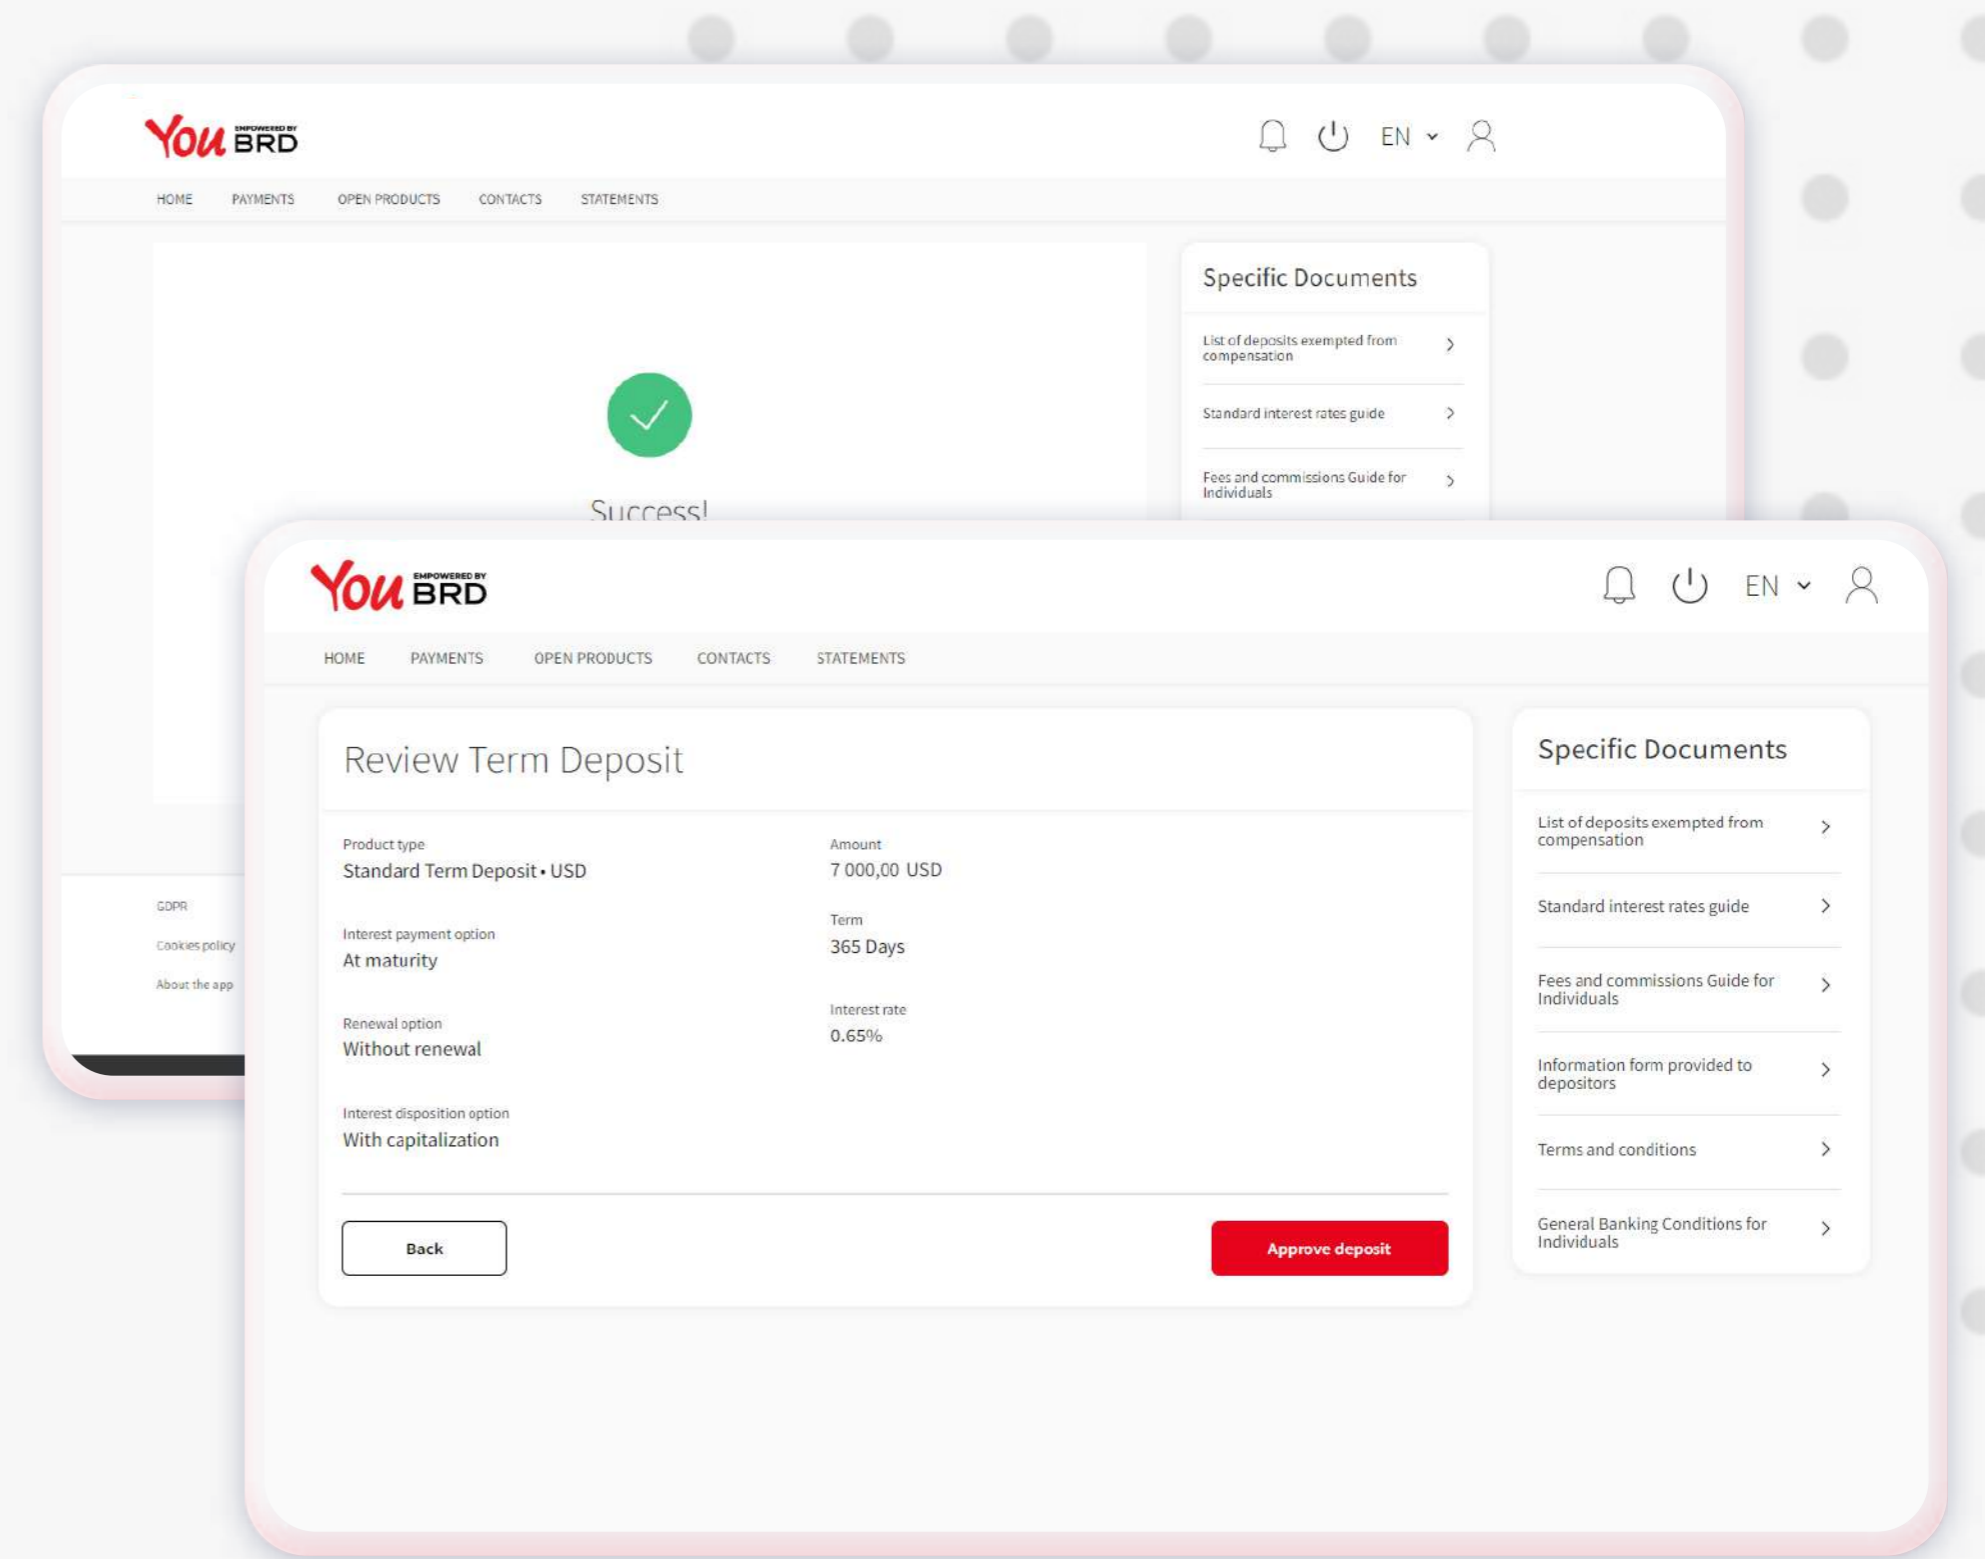 You EMPOWERED BY BRD
EN
HOME PAYMENTS OPEN PRODUCTS CONTACTS STATEMENTS
Specific Documents
List of deposits exempted from
compensation
Standard interest rates guide
Fees and commissions Guide for
Individuals
Success!
GDPR
Cookies policy
About the app
You EMPOWERED BY BRD
EN
HOME PAYMENTS OPEN PRODUCTS CONTACTS STATEMENTS
Review Term Deposit
Product type
Standard Term Deposit • USD
Interest payment option
At maturity
Renewal option
Without renewal
Interest disposition option
With capitalization
Amount
7 000,00 USD
Term
365 Days
Interest rate
0.65%
Back
Approve deposit
Specific Documents
List of deposits exempted from
compensation
Standard interest rates guide
Fees and commissions Guide for
Individuals
Information form provided to
depositors
Terms and conditions
General Banking Conditions for
Individuals